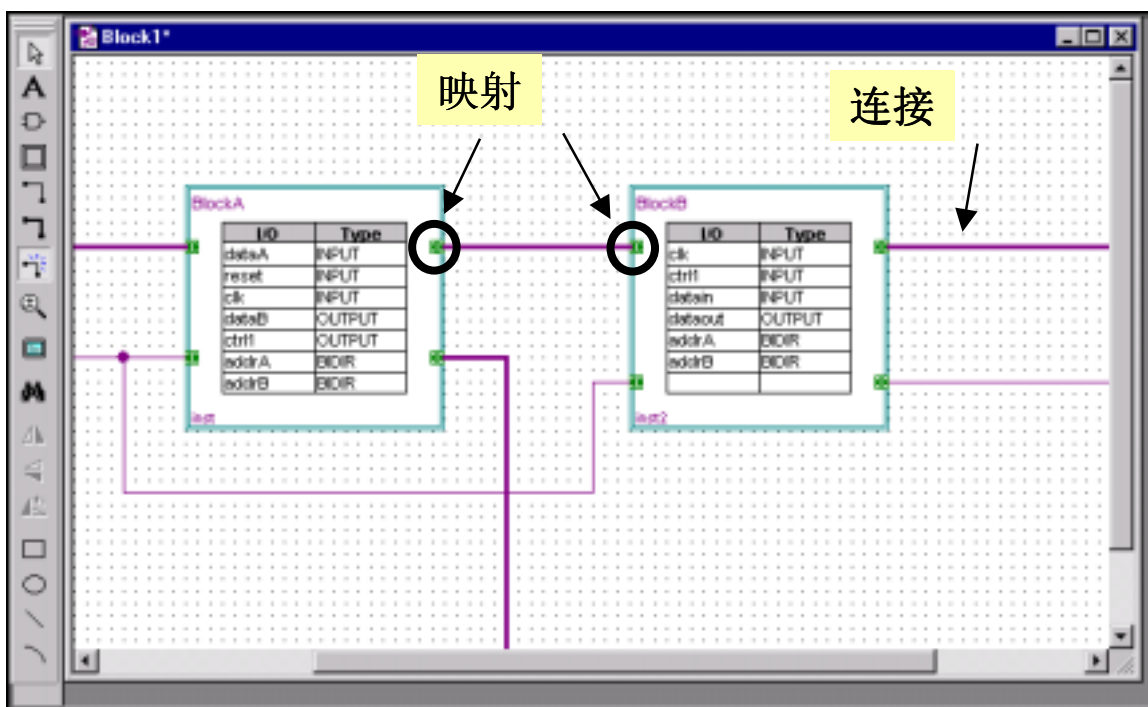 Block1*
映射
连接
BlockA
I/O Type
dataA INPUT
reset INPUT
clk INPUT
dataB OUTPUT
ctrl1 OUTPUT
addrA BIDIR
addrB BIDIR
inst
BlockB
I/O Type
clk INPUT
ctrl1 INPUT
datain INPUT
dataout OUTPUT
addrA BIDIR
addrB BIDIR
inst2
A